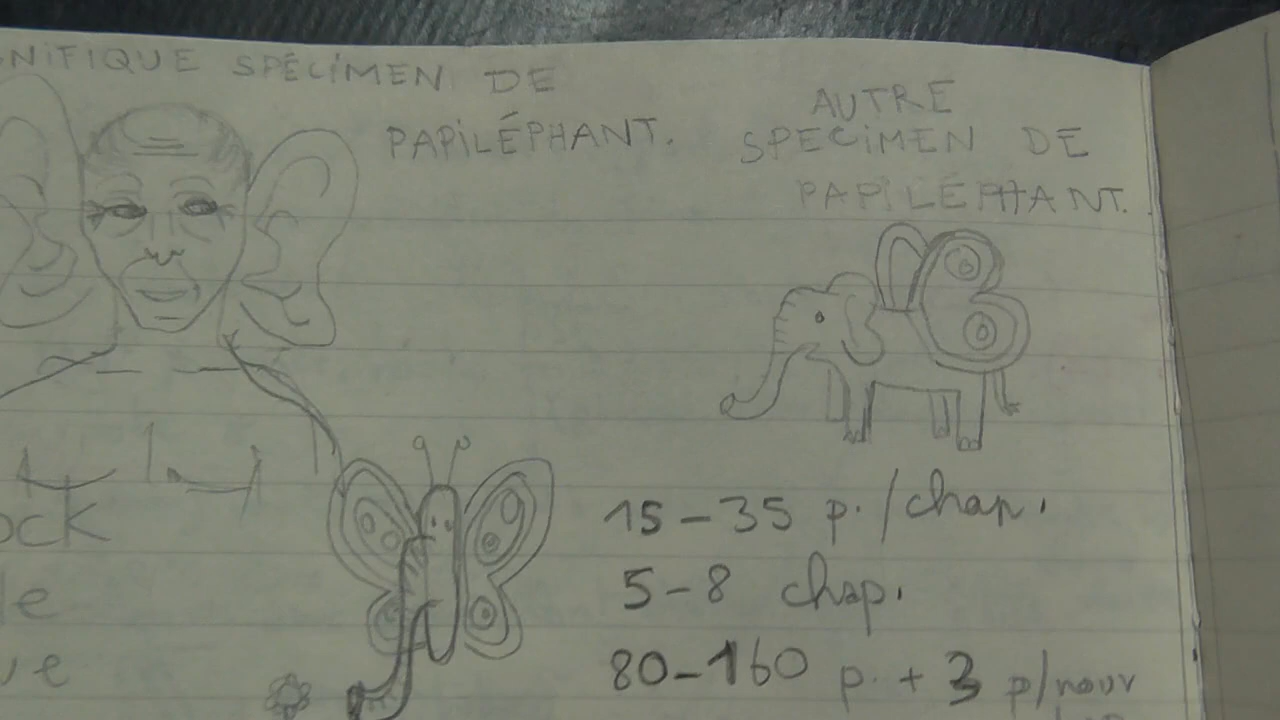 NIFIQUE SPÉCIMEN DE
PAPILÉPHANT.
AUTRE
SPECIMEN DE
PAPILÉPHANT.
15-35 p./chap.
5-8 chap.
80-160 p. + 3 p/nouv
ock
le
ve